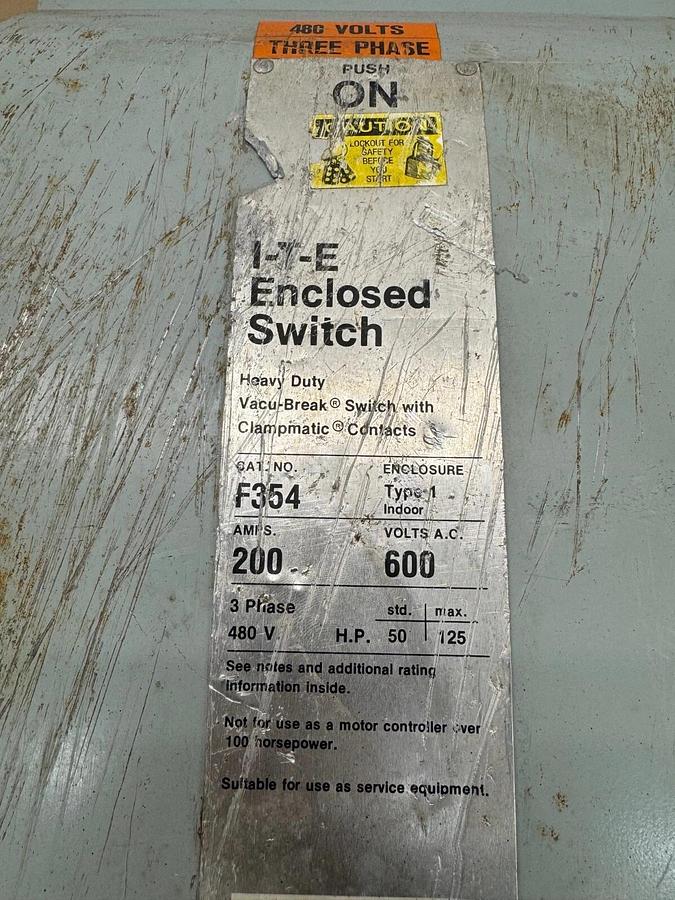 480 VOLTS
THREE PHASE
PUSH
ON
CAUTION
LOCKOUT FOR
SAFETY
BEFORE
YOU
START
I-T-E
Enclosed
Switch
Heavy Duty
Vacu-Break® Switch with
Clampmatic® Contacts
CAT. NO. ENCLOSURE
F354 Type 1
Indoor
AMPS. VOLTS A.C.
200 600
3 Phase std. max.
480 V H.P. 50 125
See notes and additional rating
information inside.
Not for use as a motor controller over
100 horsepower.
Suitable for use as service equipment.